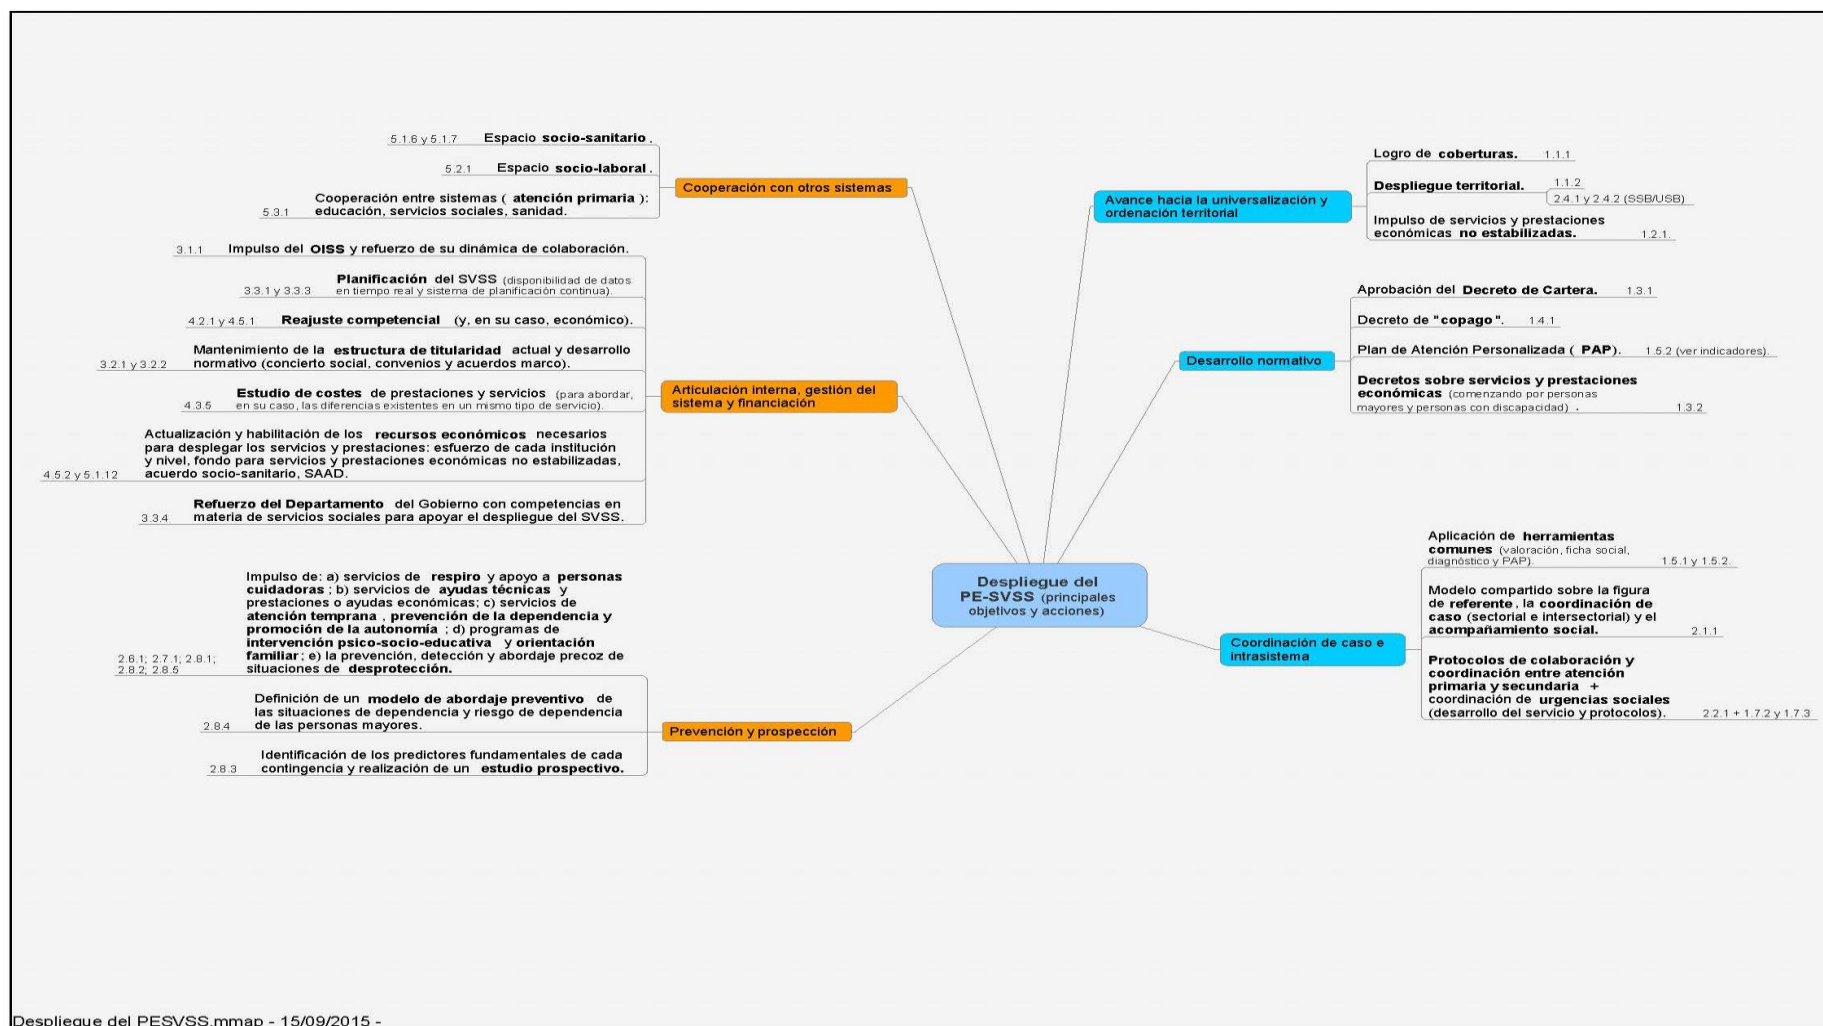 5.1.6 y 5.1.7 Espacio socio-sanitario .
5.2.1 Espacio socio-laboral .
Cooperación entre sistemas ( atención primaria ):
5.3.1 educación, servicios sociales, sanidad.
Cooperación con otros sistemas
3.1.1 Impulso del OISS y refuerzo de su dinámica de colaboración.
Planificación del SVSS (disponibilidad de datos
3.3.1 y 3.3.3 en tiempo real y sistema de planificación continua).
4.2.1 y 4.5.1 Reajuste competencial (y, en su caso, económico).
Mantenimiento de la estructura de titularidad actual y desarrollo
3.2.1 y 3.2.2 normativo (concierto social, convenios y acuerdos marco).
Estudio de costes de prestaciones y servicios (para abordar,
4.3.5 en su caso, las diferencias existentes en un mismo tipo de servicio).
Actualización y habilitación de los recursos económicos necesarios
para desplegar los servicios y prestaciones: esfuerzo de cada institución
y nivel, fondo para servicios y prestaciones económicas no estabilizadas,
4.5.2 y 5.1.12 acuerdo socio-sanitario, SAAD.
Refuerzo del Departamento del Gobierno con competencias en
3.3.4 materia de servicios sociales para apoyar el despliegue del SVSS.
Articulación interna, gestión del
sistema y financiación
Impulso de: a) servicios de respiro y apoyo a personas
cuidadoras ; b) servicios de ayudas técnicas y
prestaciones o ayudas económicas; c) servicios de
atención temprana , prevención de la dependencia y
promoción de la autonomía ; d) programas de
intervención psico-socio-educativa y orientación
familiar; e) la prevención, detección y abordaje precoz de
situaciones de desprotección.
2.6.1; 2.7.1; 2.8.1;
2.8.2; 2.8.5
Definición de un modelo de abordaje preventivo de
las situaciones de dependencia y riesgo de dependencia
2.8.4 de las personas mayores.
Identificación de los predictores fundamentales de cada
2.8.3 contingencia y realización de un estudio prospectivo.
Prevención y prospección
Despliegue del
PE-SVSS (principales
objetivos y acciones)
Avance hacia la universalización y
ordenación territorial
Logro de coberturas. 1.1.1
Despliegue territorial. 1.1.2
2.4.1 y 2.4.2 (SSB/USB)
Impulso de servicios y prestaciones
económicas no estabilizadas. 1.2.1.
Desarrollo normativo
Aprobación del Decreto de Cartera. 1.3.1
Decreto de "copago ". 1.4.1
Plan de Atención Personalizada ( PAP). 1.5.2 (ver indicadores).
Decretos sobre servicios y prestaciones
económicas (comenzando por personas
mayores y personas con discapacidad) . 1.3.2
Coordinación de caso e
intrasistema
Aplicación de herramientas
comunes (valoración, ficha social,
diagnóstico y PAP). 1.5.1 y 1.5.2.
Modelo compartido sobre la figura
de referente , la coordinación de
caso (sectorial e intersectorial) y el
acompañamiento social. 2.1.1
Protocolos de colaboración y
coordinación entre atención
primaria y secundaria +
coordinación de urgencias sociales
(desarrollo del servicio y protocolos). 2.2.1 + 1.7.2 y 1.7.3
Despliegue del PESVSS.mmap - 15/09/2015 -